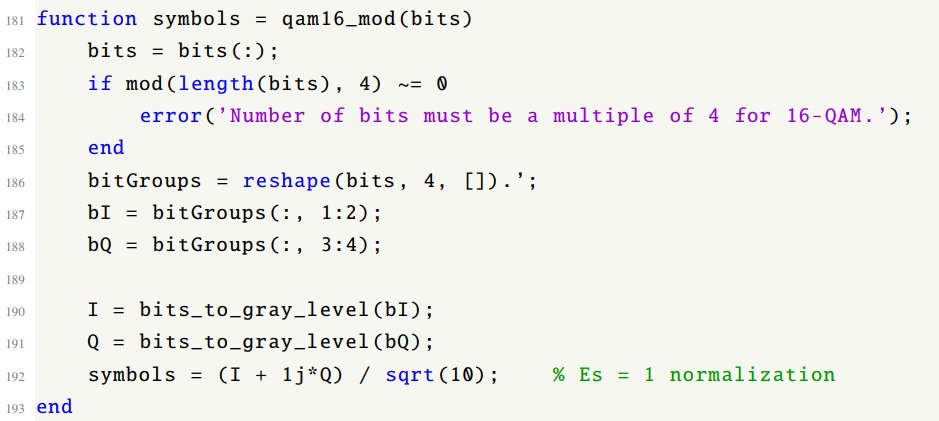 181 function symbols = qam16_mod(bits)
182     bits = bits(:);
183     if mod(length(bits), 4) ~= 0
184         error('Number of bits must be a multiple of 4 for 16-QAM.');
185     end
186     bitGroups = reshape(bits, 4, []).';
187     bI = bitGroups(:, 1:2);
188     bQ = bitGroups(:, 3:4);
189
190     I = bits_to_gray_level(bI);
191     Q = bits_to_gray_level(bQ);
192     symbols = (I + 1j*Q) / sqrt(10);    % Es = 1 normalization
193 end